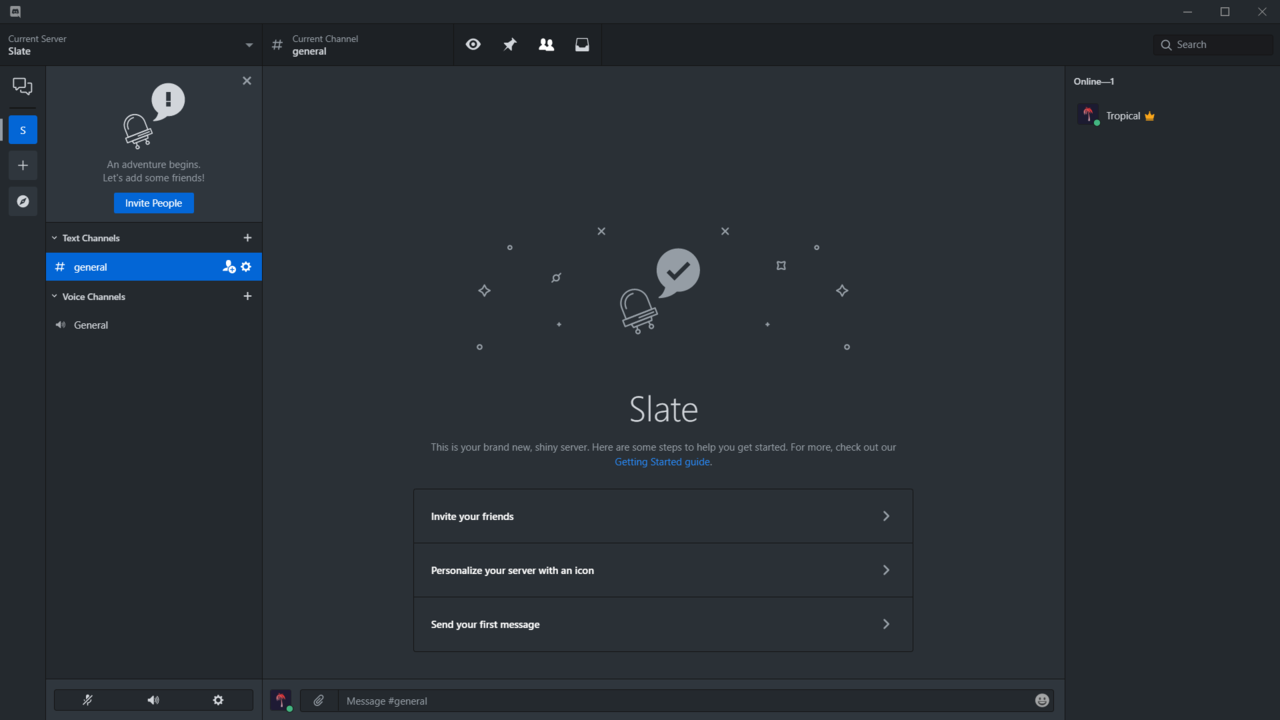 Current Server
Slate
# Current Channel
general
Search
S
!
An adventure begins.
Let's add some friends!
Invite People
Text Channels
# general
Voice Channels
General
Slate
This is your brand new, shiny server. Here are some steps to help you get started. For more, check out our
Getting Started guide.
Invite your friends
Personalize your server with an icon
Send your first message
Message #general
Online—1
Tropical